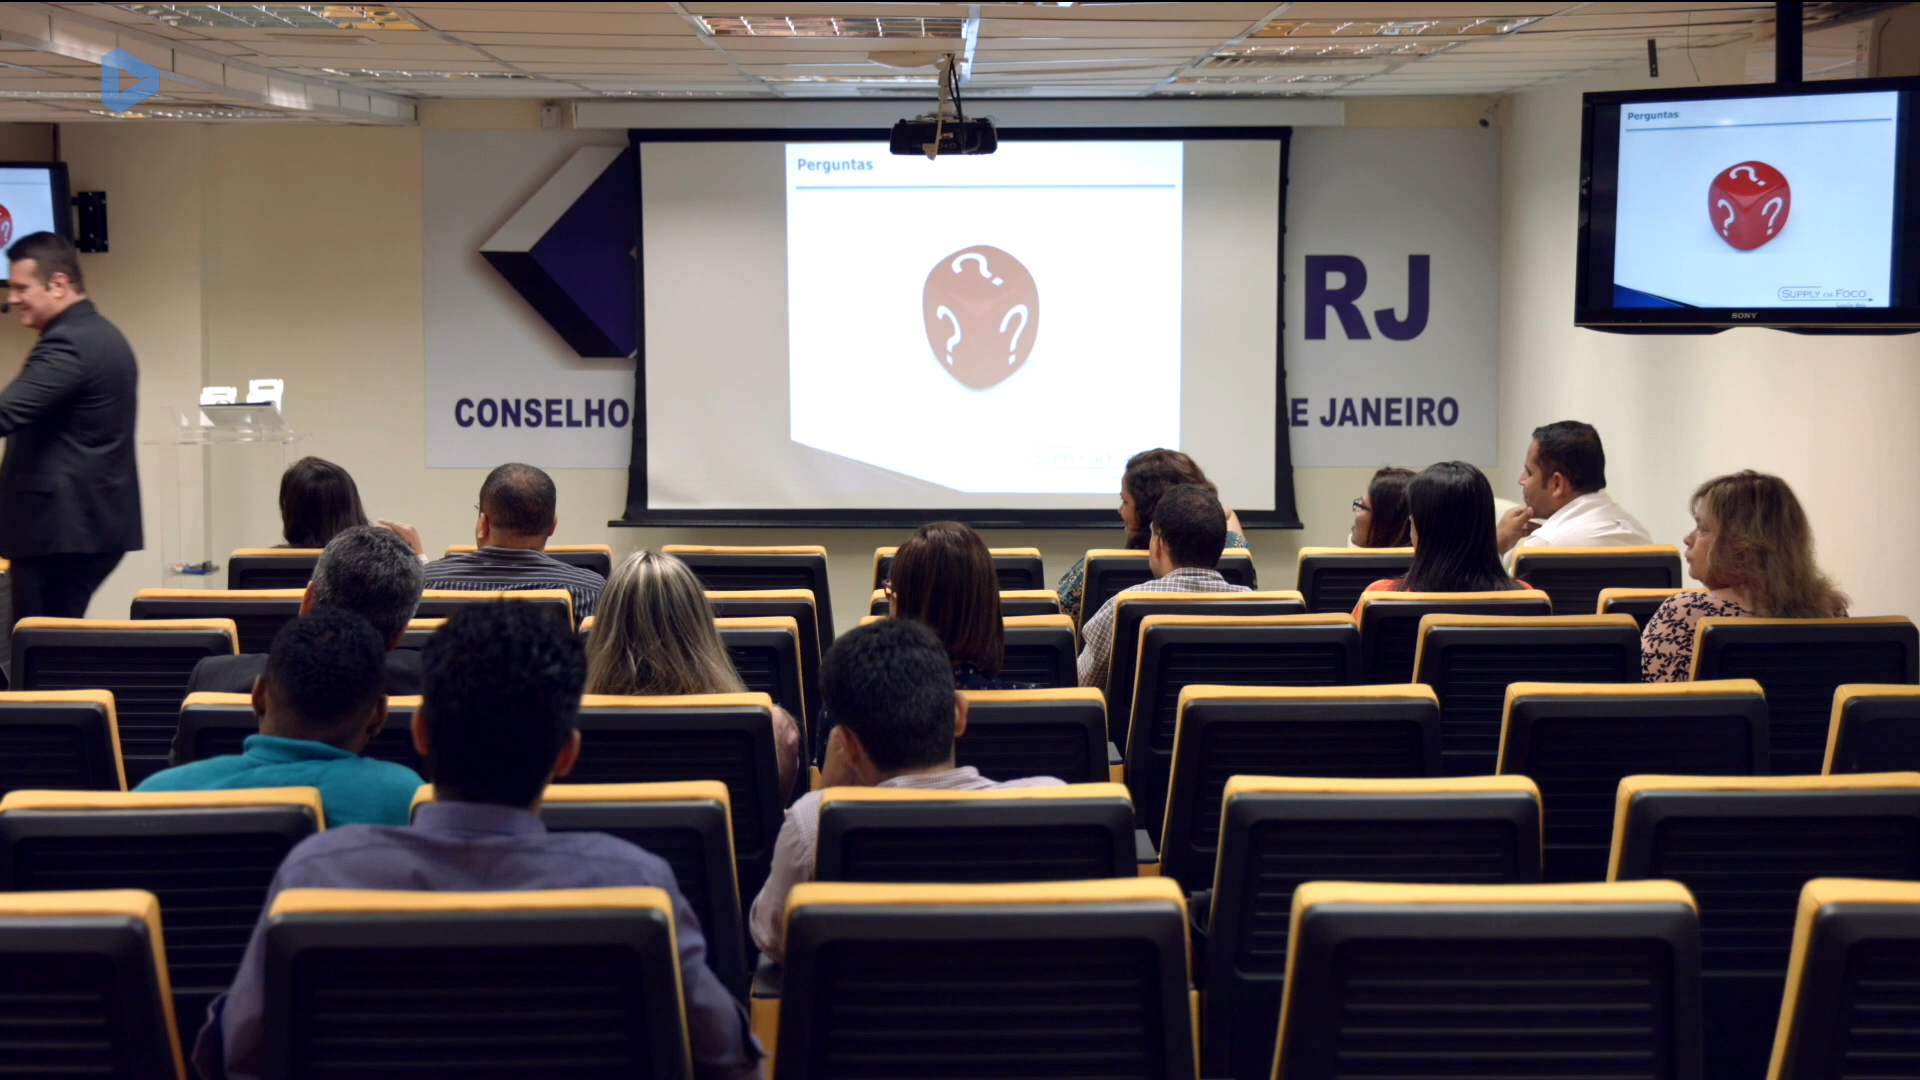 Perguntas
? ? ?
RJ
CONSELHO
E JANEIRO
Perguntas
? ? ?
SUPPLY EM FOCO
SONY